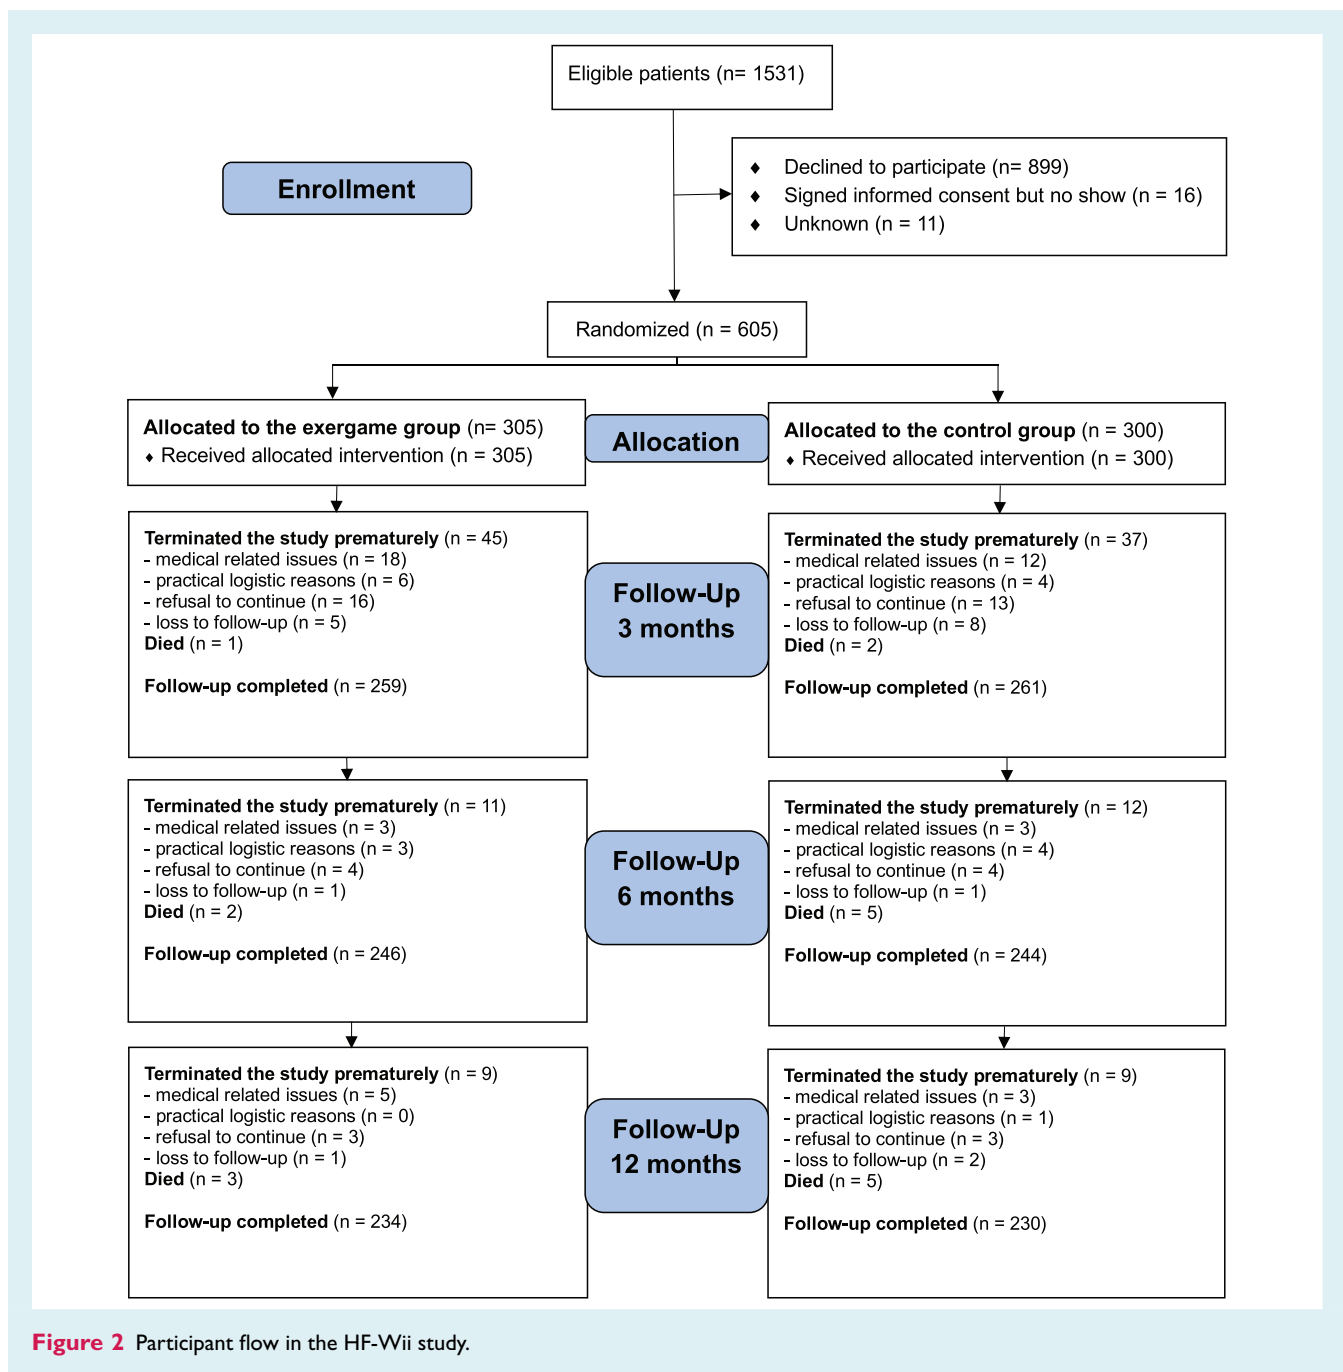 Eligible patients (n= 1531)
Enrollment
♦ Declined to participate (n= 899)
♦ Signed informed consent but no show (n = 16)
♦ Unknown (n = 11)
Randomized (n = 605)
Allocated to the exergame group (n= 305)
♦ Received allocated intervention (n = 305)
Allocation
Allocated to the control group (n = 300)
♦ Received allocated intervention (n = 300)
Terminated the study prematurely (n = 45)
- medical related issues (n = 18)
- practical logistic reasons (n = 6)
- refusal to continue (n = 16)
- loss to follow-up (n = 5)
Died (n = 1)
Follow-up completed (n = 259)
Follow-Up
3 months
Terminated the study prematurely (n = 37)
- medical related issues (n = 12)
- practical logistic reasons (n = 4)
- refusal to continue (n = 13)
- loss to follow-up (n = 8)
Died (n = 2)
Follow-up completed (n = 261)
Terminated the study prematurely (n = 11)
- medical related issues (n = 3)
- practical logistic reasons (n = 3)
- refusal to continue (n = 4)
- loss to follow-up (n = 1)
Died (n = 2)
Follow-up completed (n = 246)
Follow-Up
6 months
Terminated the study prematurely (n = 12)
- medical related issues (n = 3)
- practical logistic reasons (n = 4)
- refusal to continue (n = 4)
- loss to follow-up (n = 1)
Died (n = 5)
Follow-up completed (n = 244)
Terminated the study prematurely (n = 9)
- medical related issues (n = 5)
- practical logistic reasons (n = 0)
- refusal to continue (n = 3)
- loss to follow-up (n = 1)
Died (n = 3)
Follow-up completed (n = 234)
Follow-Up
12 months
Terminated the study prematurely (n = 9)
- medical related issues (n = 3)
- practical logistic reasons (n = 1)
- refusal to continue (n = 3)
- loss to follow-up (n = 2)
Died (n = 5)
Follow-up completed (n = 230)
Figure 2 Participant flow in the HF-Wii study.